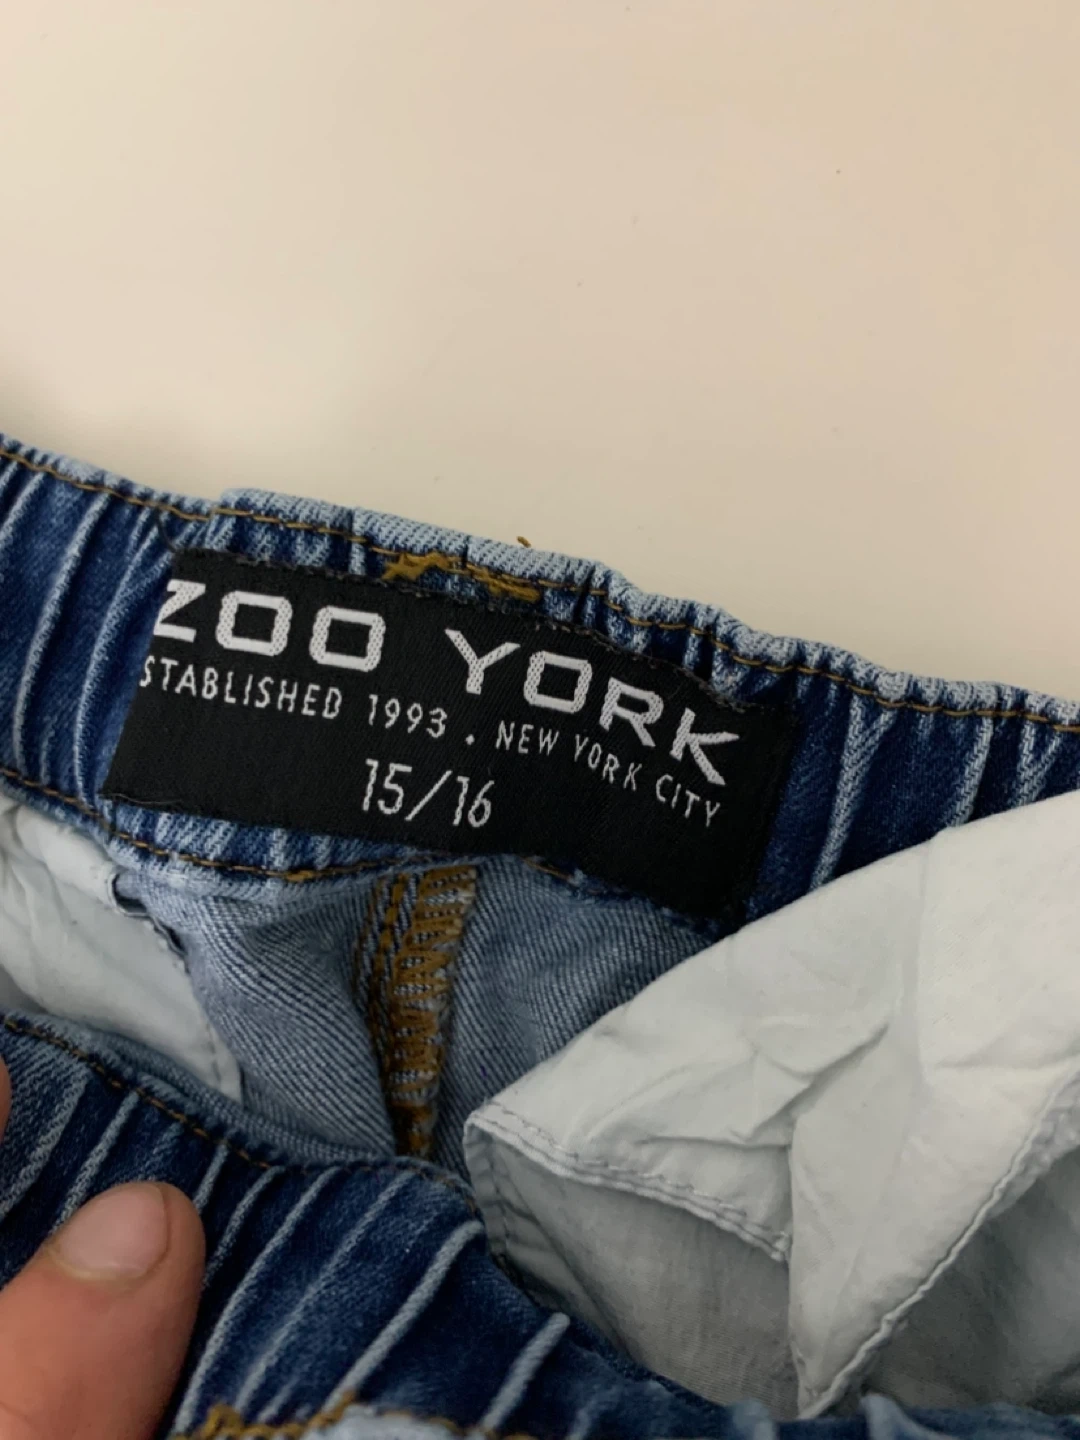 ZOO YORK
STABLISHED 1993 . NEW YORK CITY
15/16